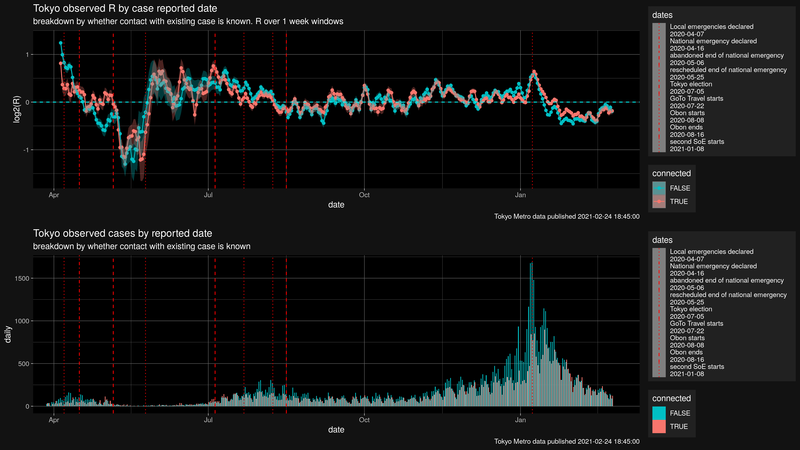 Tokyo observed R by case reported date
breakdown by whether contact with existing case is known. R over 1 week windows
1
0
-1
log2(R)
Apr
Jul
Oct
Jan
date
Tokyo Metro data published 2021-02-24 18:45:00
dates
Local emergencies declared
2020-04-07
National emergency declared
2020-04-16
abandoned end of national emergency
2020-05-06
rescheduled end of national emergency
2020-05-25
Tokyo election
2020-07-05
GoTo Travel starts
2020-07-22
Obon starts
2020-08-08
Obon ends
2020-08-16
second SoE starts
2021-01-08
connected
FALSE
TRUE
Tokyo observed cases by reported date
breakdown by whether contact with existing case is known
1500
1000
500
0
daily
Apr
Jul
Oct
Jan
date
Tokyo Metro data published 2021-02-24 18:45:00
dates
Local emergencies declared
2020-04-07
National emergency declared
2020-04-16
abandoned end of national emergency
2020-05-06
rescheduled end of national emergency
2020-05-25
Tokyo election
2020-07-05
GoTo Travel starts
2020-07-22
Obon starts
2020-08-08
Obon ends
2020-08-16
second SoE starts
2021-01-08
connected
FALSE
TRUE